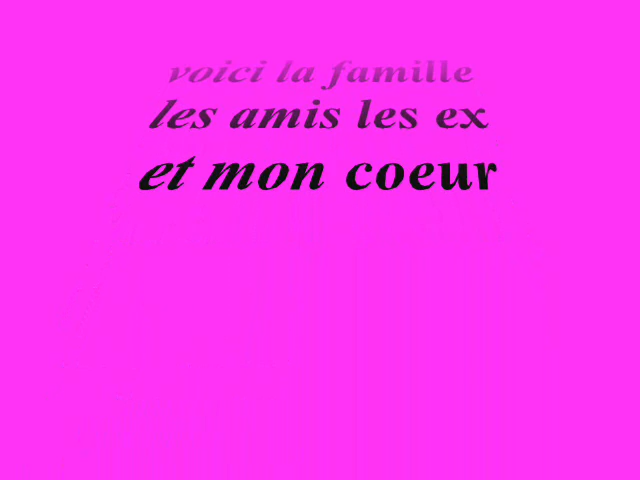 voici la famille
les amis les ex
et mon coeur